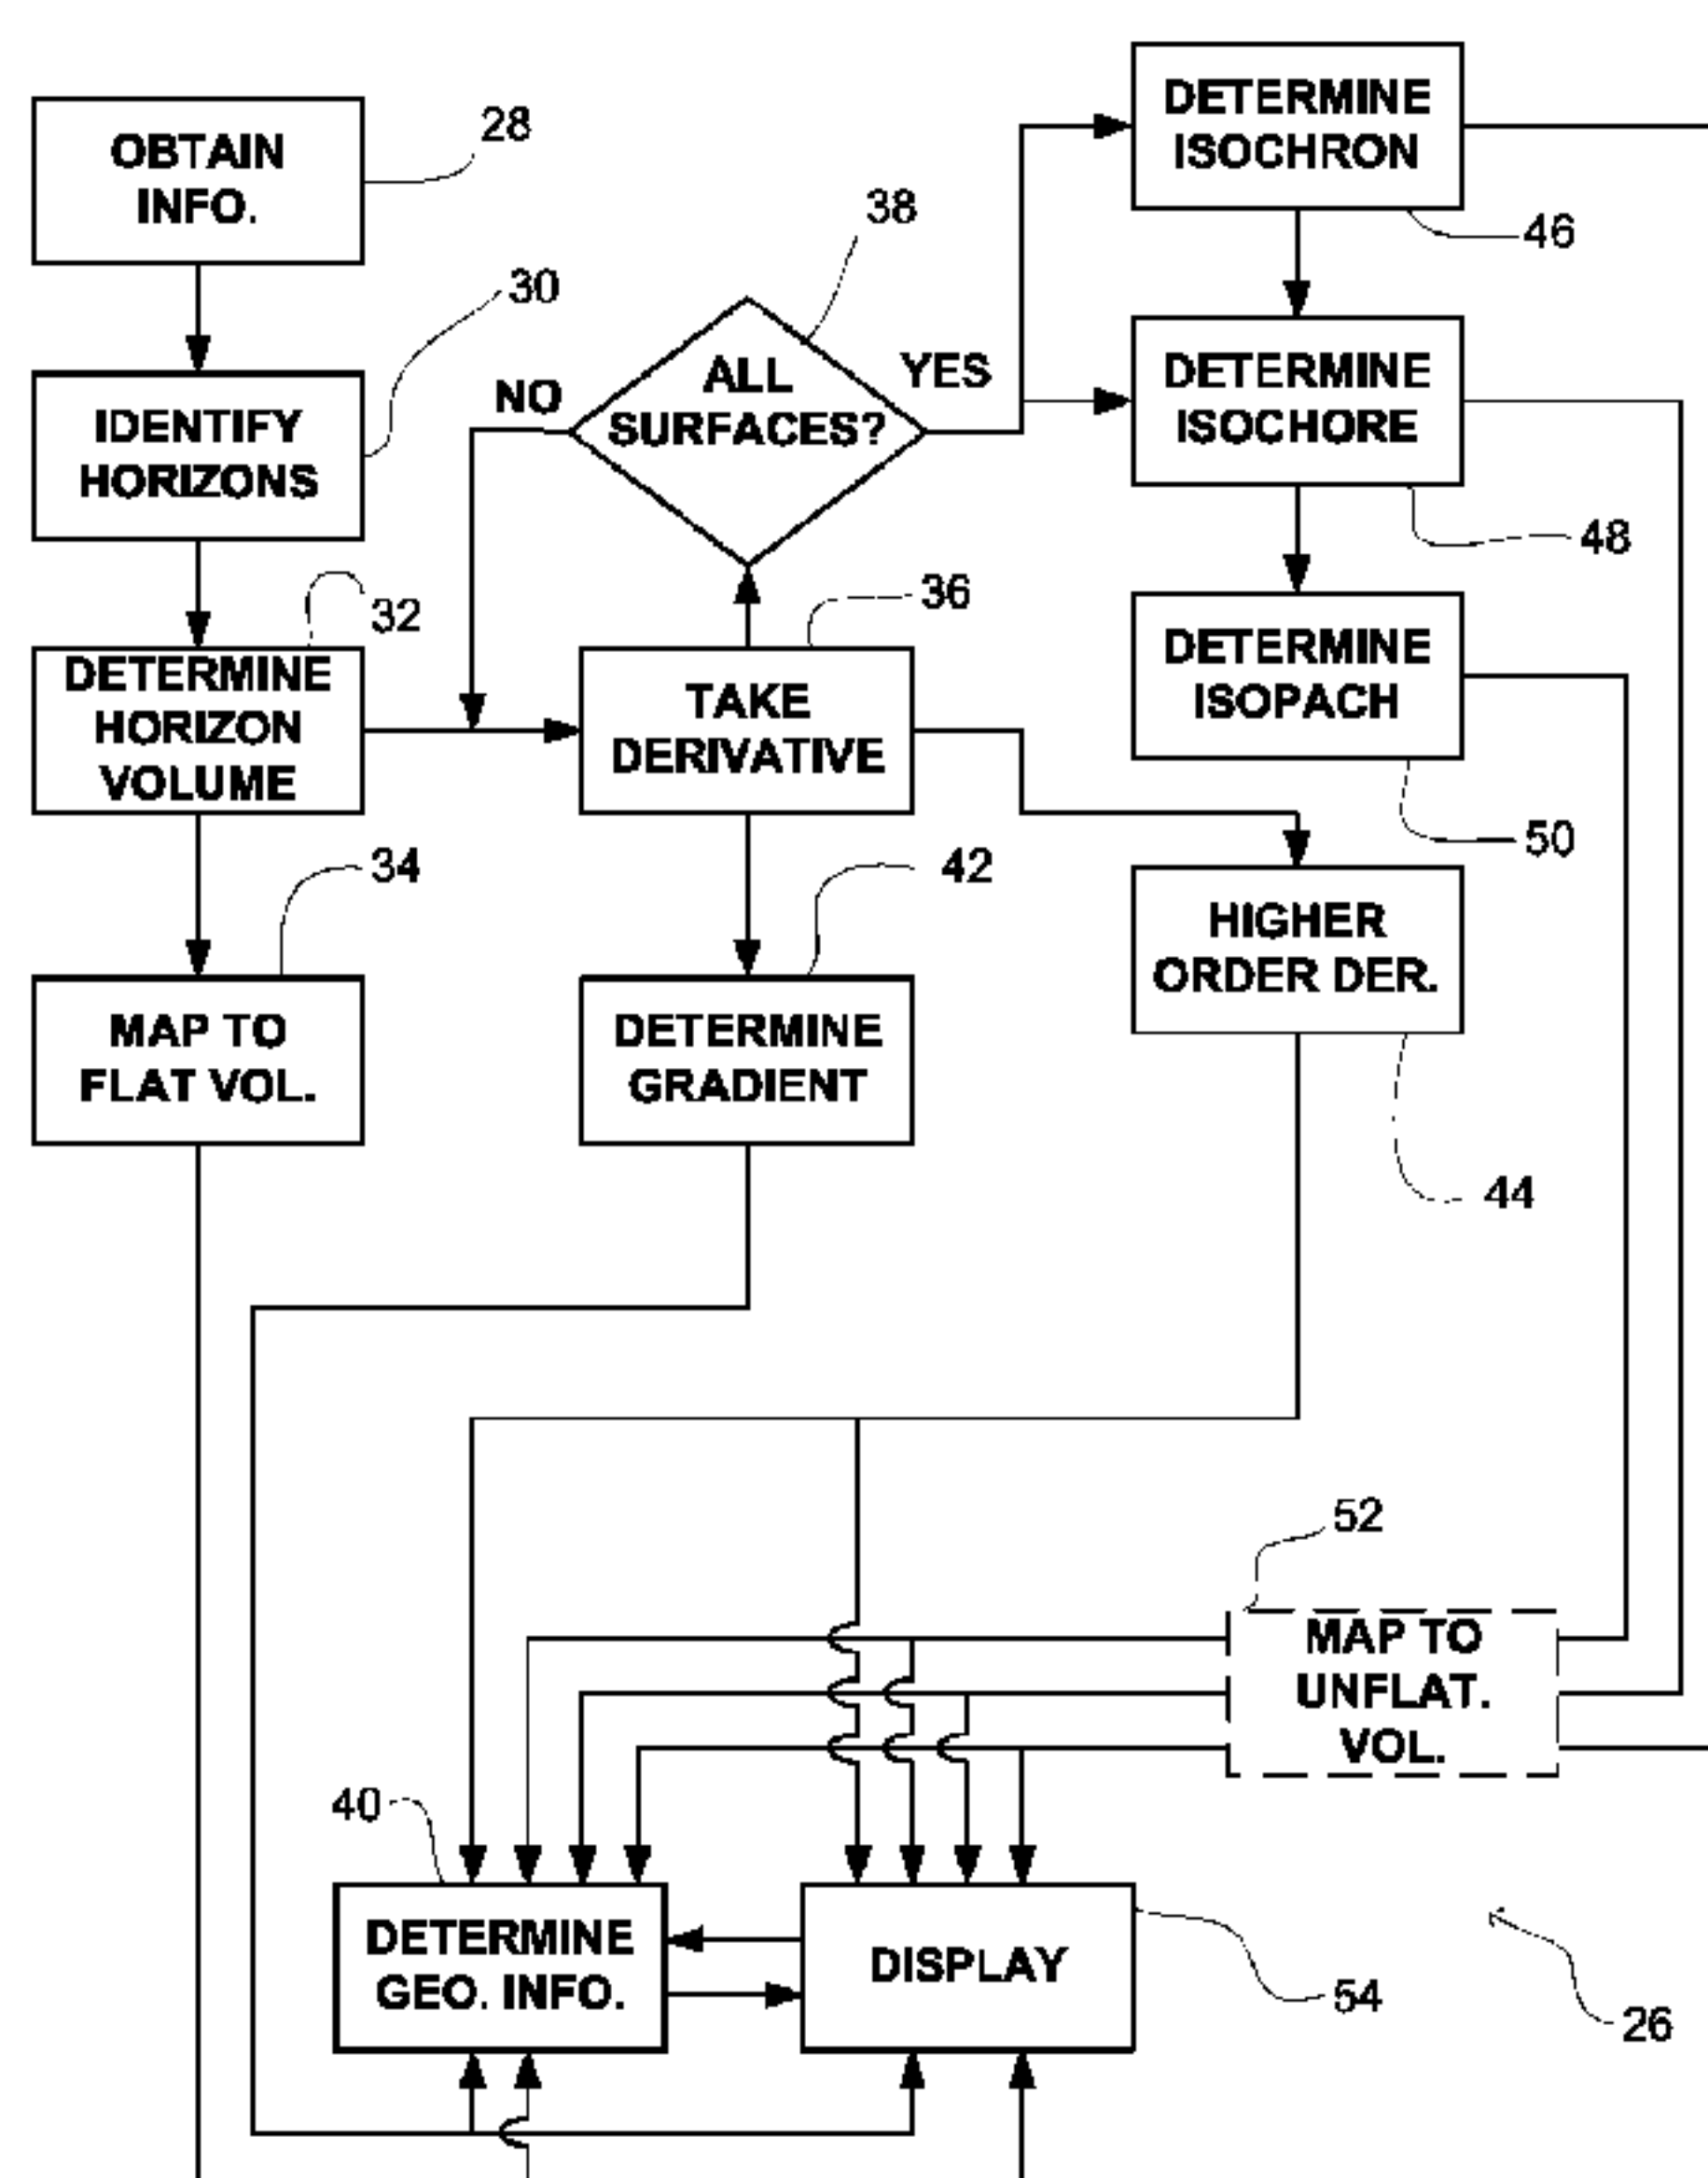 OBTAIN
INFO.
28
IDENTIFY
HORIZONS
30
DETERMINE
HORIZON
VOLUME
32
MAP TO
FLAT VOL.
34
ALL
SURFACES?
38
NO
YES
TAKE
DERIVATIVE
36
DETERMINE
GRADIENT
42
DETERMINE
ISOCHRON
46
DETERMINE
ISOCHORE
48
DETERMINE
ISOPACH
50
HIGHER
ORDER DER.
44
52
MAP TO
UNFLAT.
VOL.
40
DETERMINE
GEO. INFO.
DISPLAY
54
26